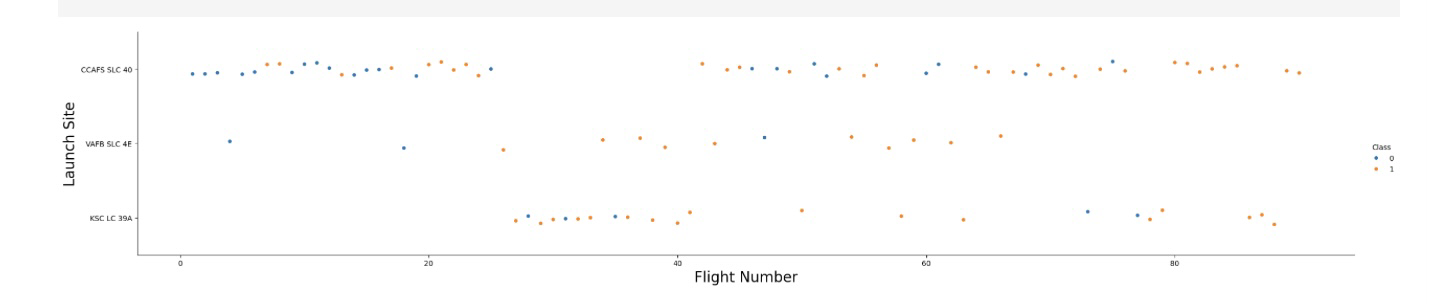 CCAFS SLC 40
VAFB SLC 4E
KSC LC 39A
Launch Site
0
20
40
60
80
Flight Number
Class
0
1